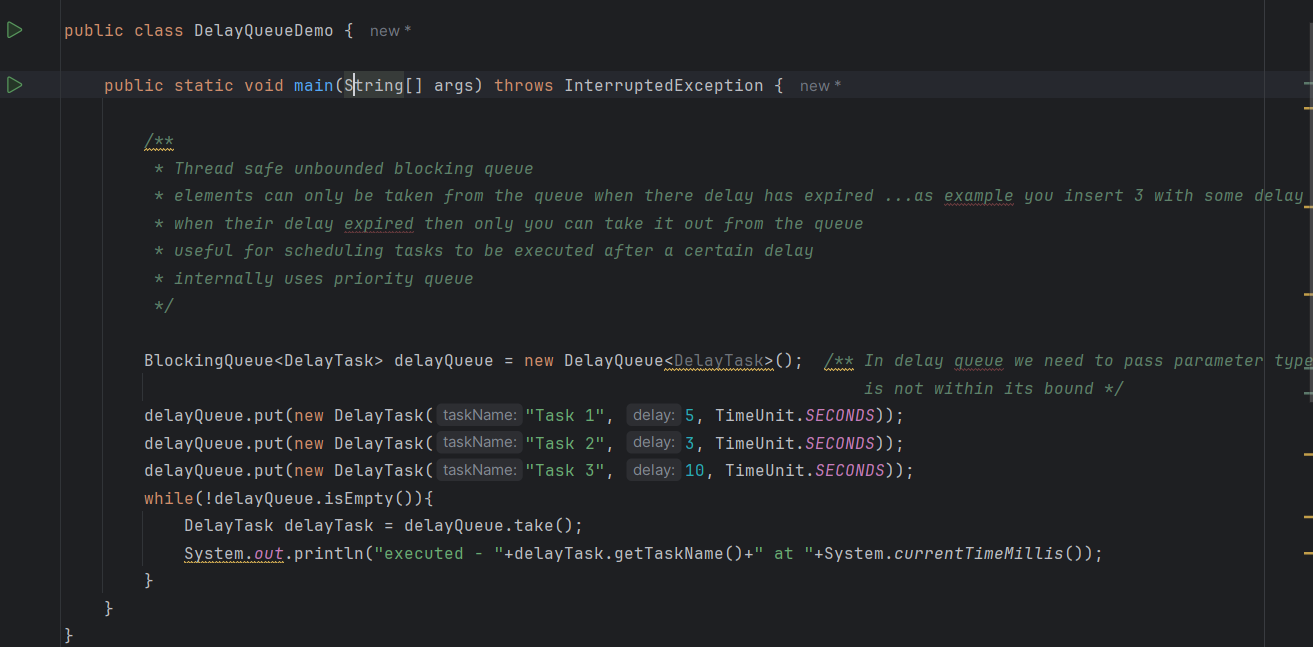 public class DelayQueueDemo { new *
public static void main(String[] args) throws InterruptedException { new *
/**
* Thread safe unbounded blocking queue
* elements can only be taken from the queue when there delay has expired ...as example you insert 3 with some delay
* when their delay expired then only you can take it out from the queue
* useful for scheduling tasks to be executed after a certain delay
* internally uses priority queue
*/
BlockingQueue<DelayTask> delayQueue = new DelayQueue<DelayTask>(); /** In delay queue we need to pass parameter type
is not within its bound */
delayQueue.put(new DelayTask( taskName: "Task 1", delay: 5, TimeUnit.SECONDS));
delayQueue.put(new DelayTask( taskName: "Task 2", delay: 3, TimeUnit.SECONDS));
delayQueue.put(new DelayTask( taskName: "Task 3", delay: 10, TimeUnit.SECONDS));
while(!delayQueue.isEmpty()){
DelayTask delayTask = delayQueue.take();
System.out.println("executed - "+delayTask.getTaskName()+" at "+System.currentTimeMillis());
}
}
}